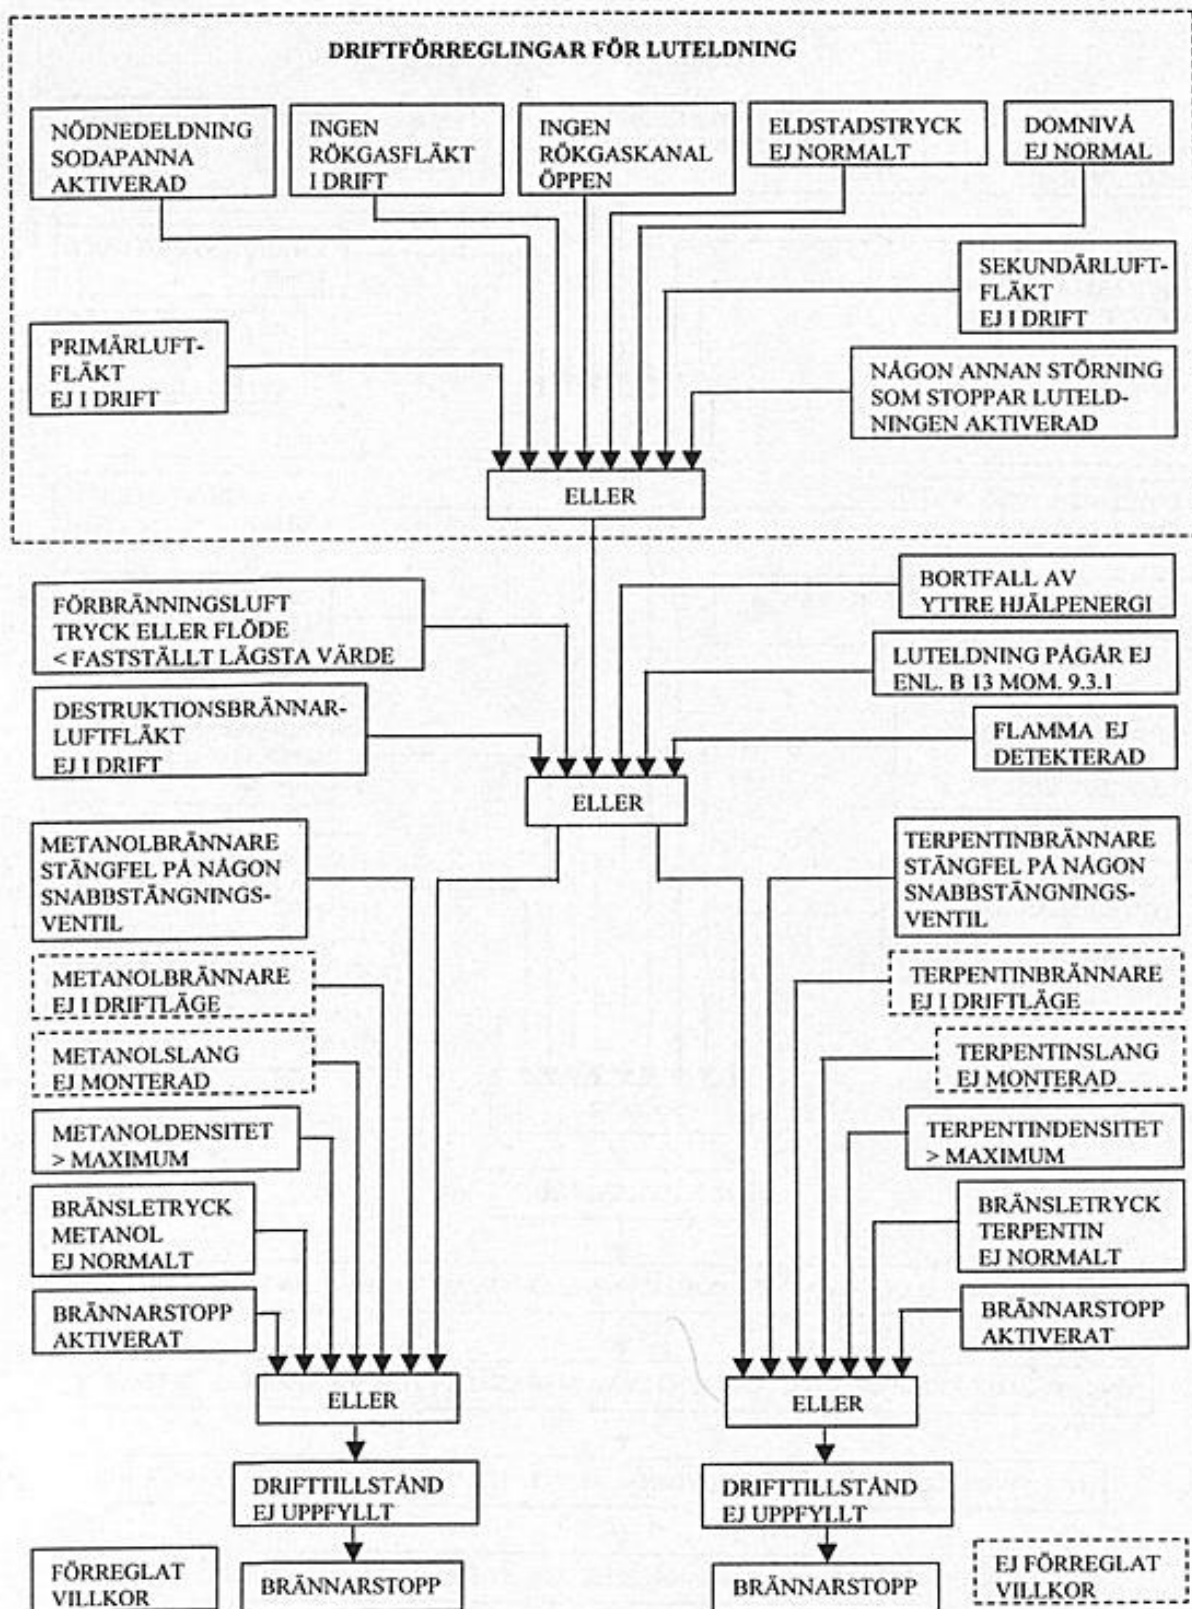 DRIFTFÖRREGLINGAR FÖR LUTELDNING
NÖDNEDELDNING
SODAPANNA
AKTIVERAD
INGEN
RÖKGASFLÄKT
I DRIFT
INGEN
RÖKGASKANAL
ÖPPEN
ELDSTADSTRYCK
EJ NORMALT
DOMNIVÅ
EJ NORMAL
SEKUNDÄRLUFT-
FLÄKT
EJ I DRIFT
PRIMÄRLUFT-
FLÄKT
EJ I DRIFT
NÅGON ANNAN STÖRNING
SOM STOPPAR LUTELD-
NINGEN AKTIVERAD
ELLER
FÖRBRÄNNINGSLUFT
TRYCK ELLER FLÖDE
< FASTSTÄLLT LÄGSTA VÄRDE
BORTFALL AV
YTTRE HJÄLPENERGI
LUTELDNING PÅGÅR EJ
ENL. B 13 MOM. 9.3.1
DESTRUKTIONSBRÄNNAR-
LUFTFLÄKT
EJ I DRIFT
FLAMMA EJ
DETEKTERAD
ELLER
METANOLBRÄNNARE
STÄNGFEL PÅ NÅGON
SNABBSTÄNGNINGS-
VENTIL
TERPENTINBRÄNNARE
STÄNGFEL PÅ NÅGON
SNABBSTÄNGNINGS-
VENTIL
METANOLBRÄNNARE
EJ I DRIFTLÄGE
TERPENTINBRÄNNARE
EJ I DRIFTLÄGE
METANOLSLANG
EJ MONTERAD
TERPENTINSLANG
EJ MONTERAD
METANOLDENSITET
> MAXIMUM
TERPENTINDENSITET
> MAXIMUM
BRÄNSLETRYCK
METANOL
EJ NORMALT
BRÄNSLETRYCK
TERPENTIN
EJ NORMALT
BRÄNNARSTOPP
AKTIVERAT
BRÄNNARSTOPP
AKTIVERAT
ELLER
ELLER
DRIFTTILLSTÅND
EJ UPPFYLLT
DRIFTTILLSTÅND
EJ UPPFYLLT
FÖRREGLAT
VILLKOR
BRÄNNARSTOPP
BRÄNNARSTOPP
EJ FÖRREGLAT
VILLKOR